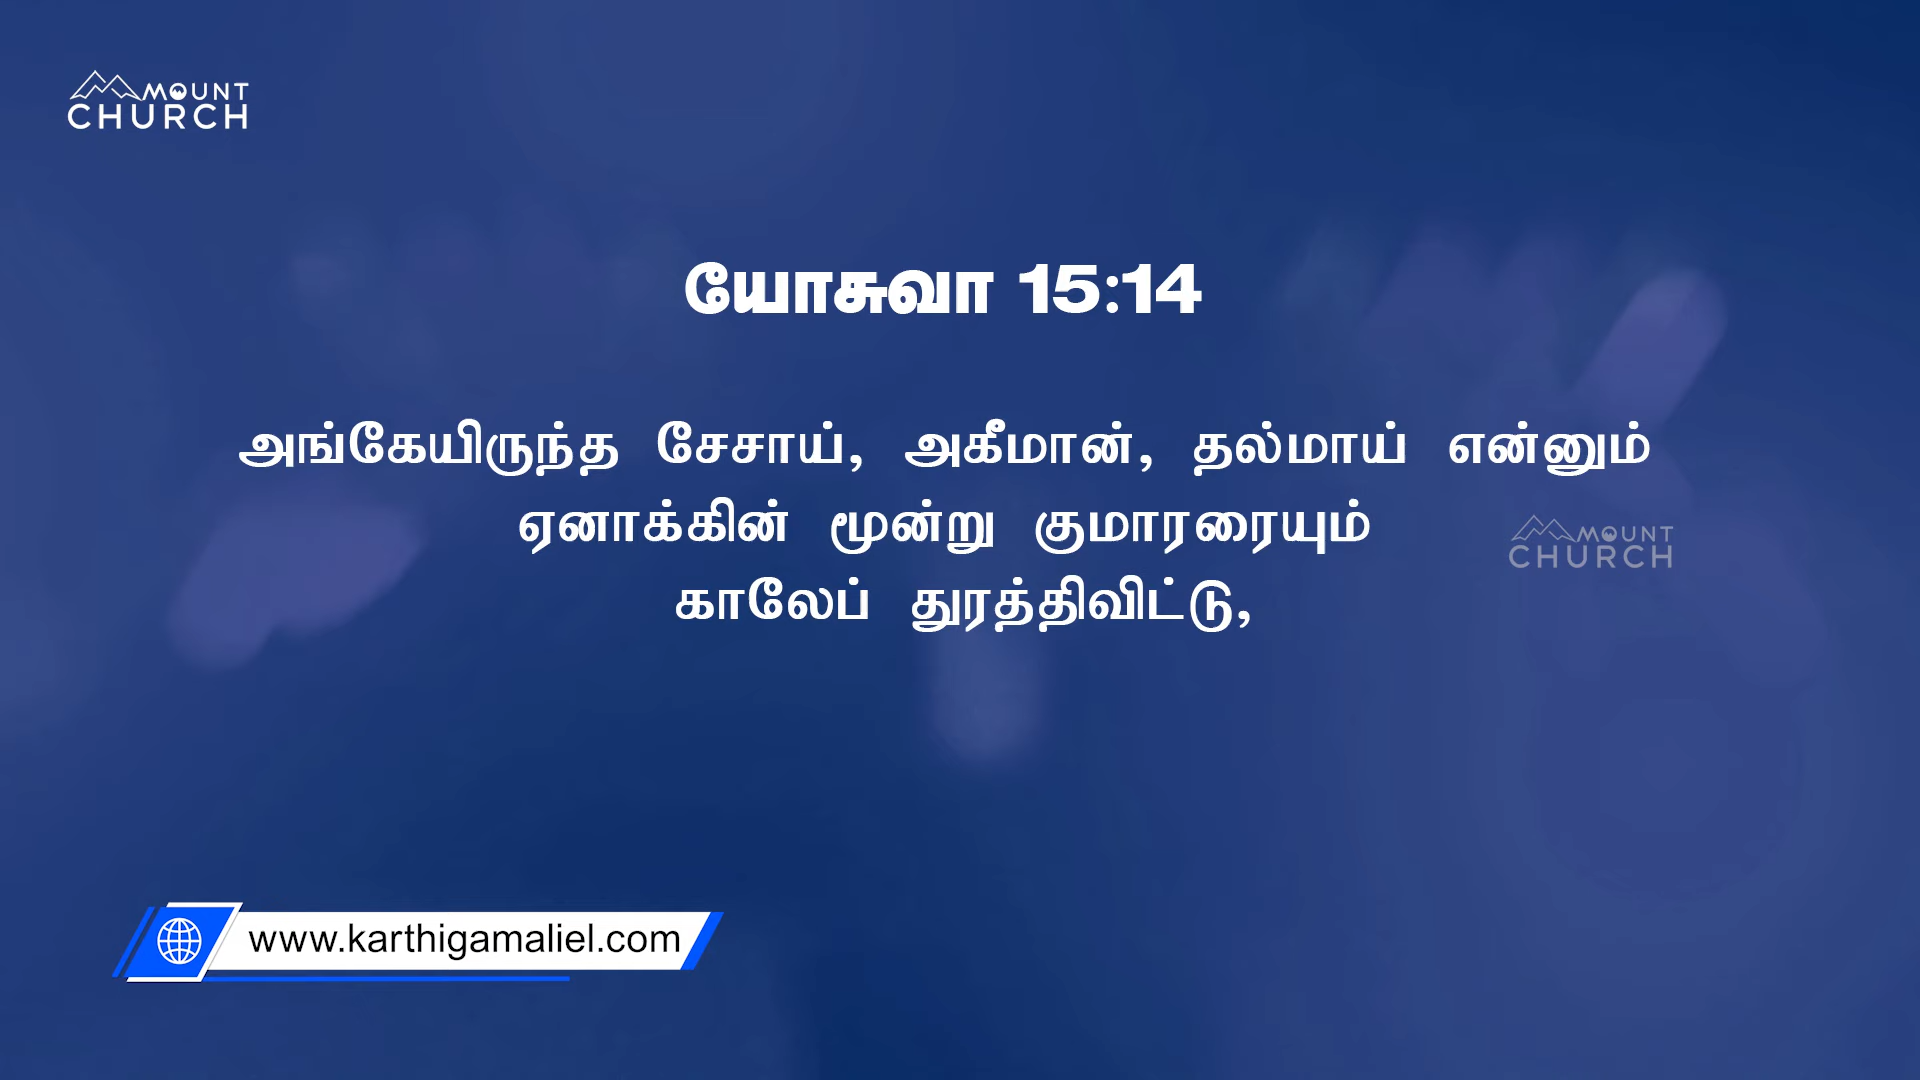 MOUNT
CHURCH
யோசுவா 15:14
அங்கேயிருந்த சேசாய், அகீமான், தல்மாய் என்னும்
ஏனாக்கின் மூன்று குமாரரையும்
காலேப் துரத்திவிட்டு,
MOUNT
CHURCH
www.karthigamaliel.com